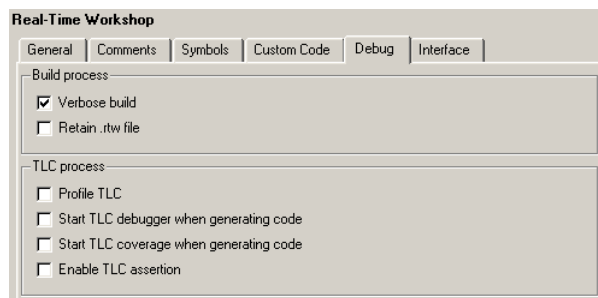 Real-Time Workshop
General Comments Symbols Custom Code Debug Interface
Build process
Verbose build
Retain .rtw file
TLC process
Profile TLC
Start TLC debugger when generating code
Start TLC coverage when generating code
Enable TLC assertion